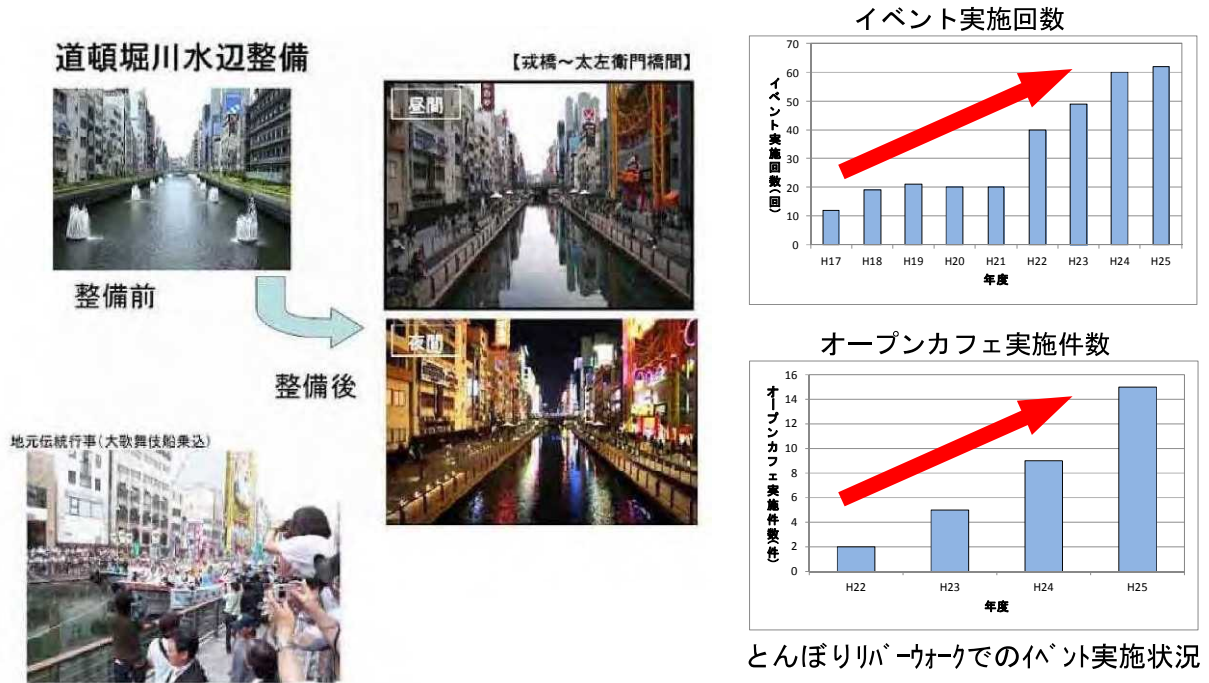 道頓堀川水辺整備
【戎橋～太左衛門橋間】
昼間
整備前
夜間
整備後
地元伝統行事(大歌舞伎船乗込)
イベント実施回数
イベント実施回数(回)
70
60
50
40
30
20
10
0
H17 H18 H19 H20 H21 H22 H23 H24 H25
年度
オープンカフェ実施件数
オープンカフェ実施件数(件)
16
14
12
10
8
6
4
2
0
H22 H23 H24 H25
年度
とんぼりﾘﾊﾞｰｳｫｰｸでのｲﾍﾞﾝﾄ実施状況